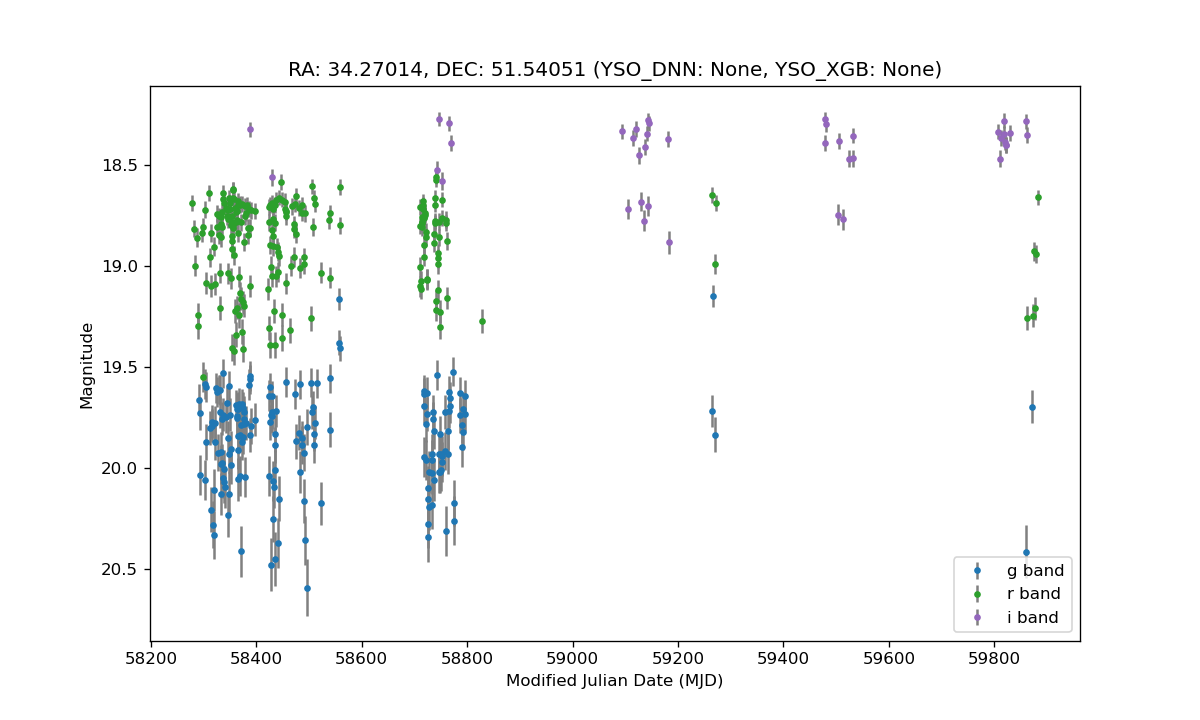 RA: 34.27014, DEC: 51.54051 (YSO_DNN: None, YSO_XGB: None)
18.5
19.0
19.5
20.0
20.5
Magnitude
g band
r band
i band
58200 58400 58600 58800 59000 59200 59400 59600 59800
Modified Julian Date (MJD)